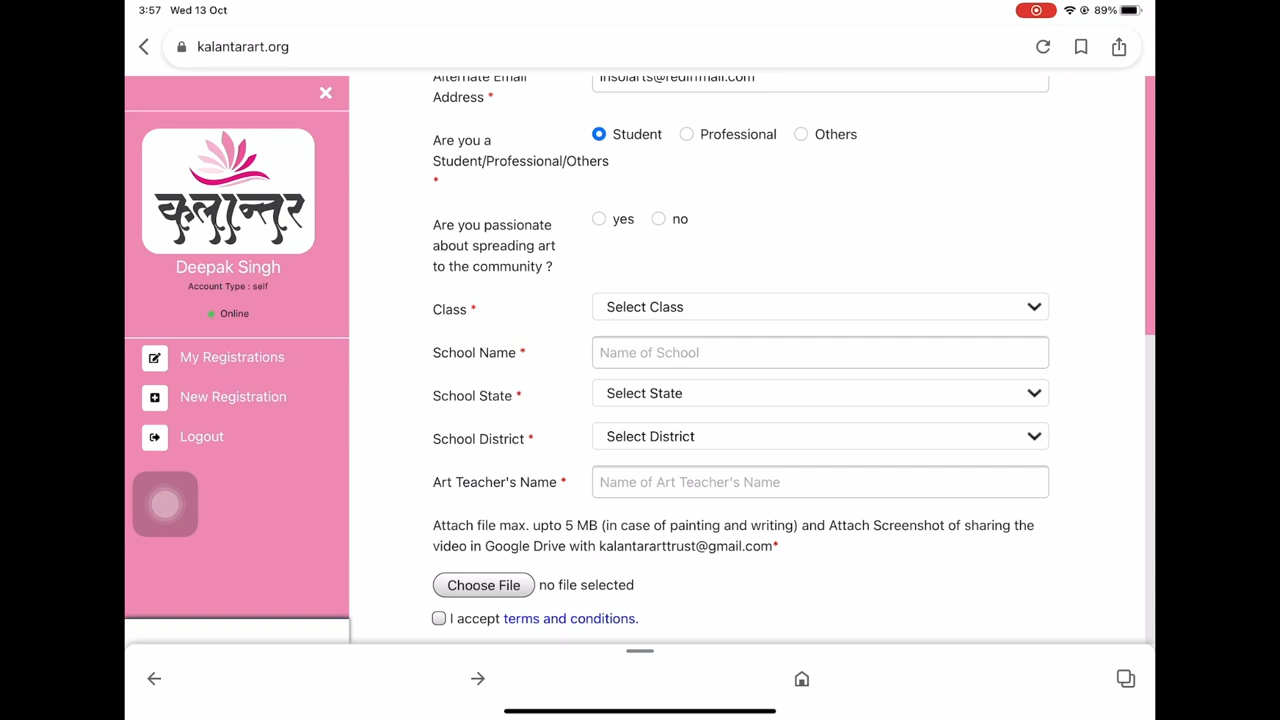 3:57 Wed 13 Oct
89%
kalantarart.org
कलान्तर
Deepak Singh
Account Type : self
Online
My Registrations
New Registration
Logout
Alternate Email
Address *
insolarts@rediffmail.com
Are you a
Student/Professional/Others
*
Student Professional Others
Are you passionate
about spreading art
to the community ?
yes no
Class * Select Class
School Name * Name of School
School State * Select State
School District * Select District
Art Teacher's Name * Name of Art Teacher's Name
Attach file max. upto 5 MB (in case of painting and writing) and Attach Screenshot of sharing the
video in Google Drive with kalantararttrust@gmail.com*
Choose File no file selected
I accept terms and conditions.